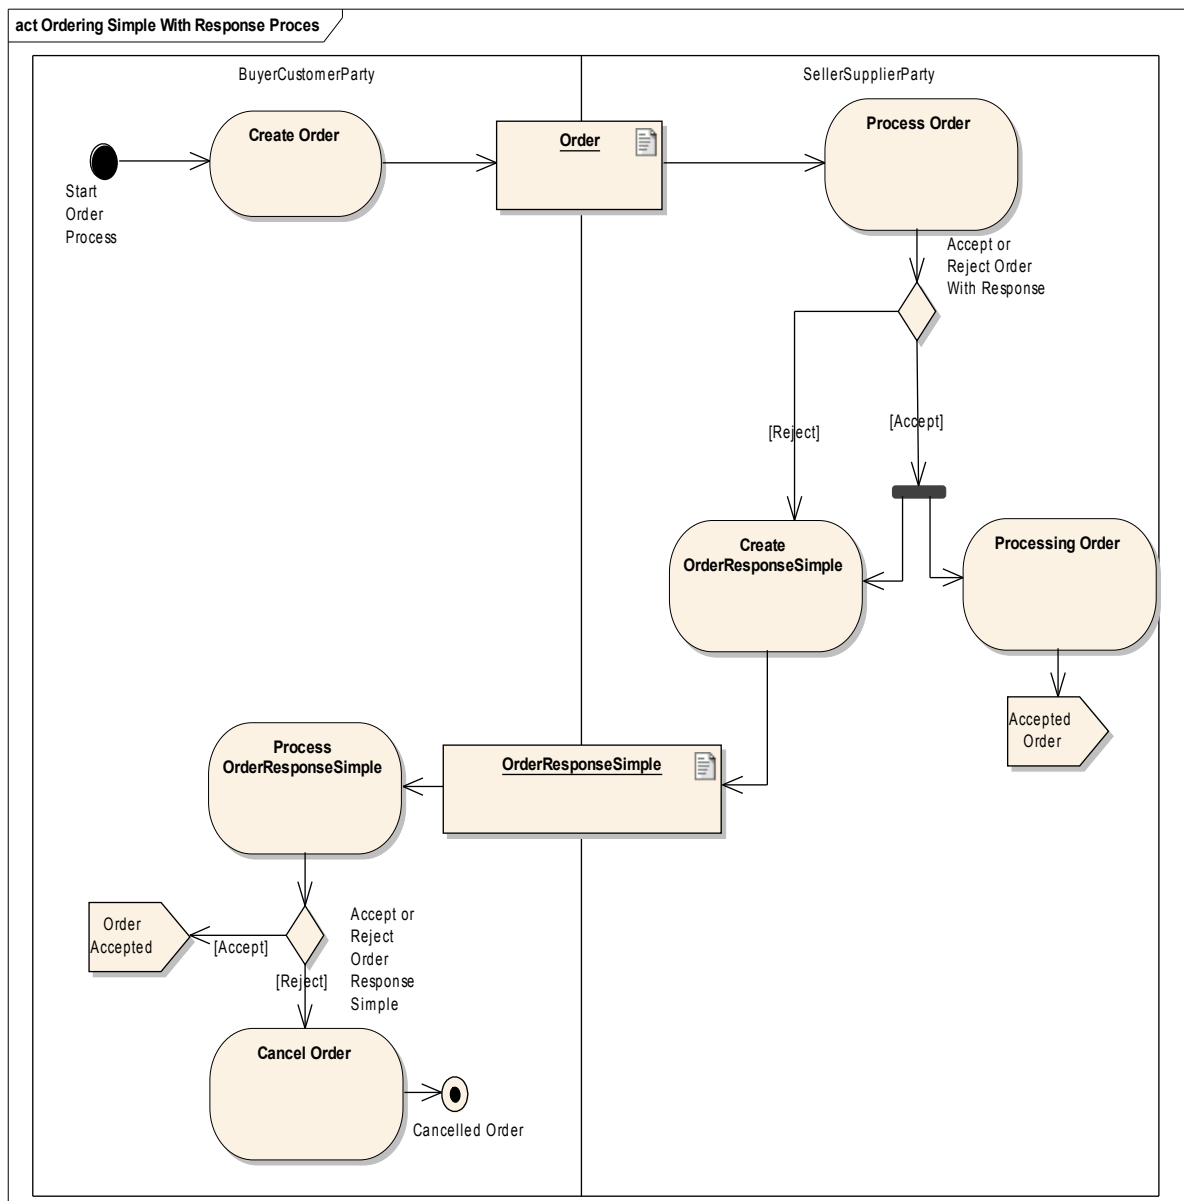 act Ordering Simple With Response Proces
BuyerCustomerParty
SellerSupplierParty
Create Order
Order
Process Order
Start
Order
Process
Accept or
Reject Order
With Response
[Reject]
[Accept]
Create
OrderResponseSimple
Processing Order
Accepted
Order
Process
OrderResponseSimple
OrderResponseSimple
Order
Accepted
[Accept]
Accept or
Reject
Order
Response
Simple
[Reject]
Cancel Order
Cancelled Order